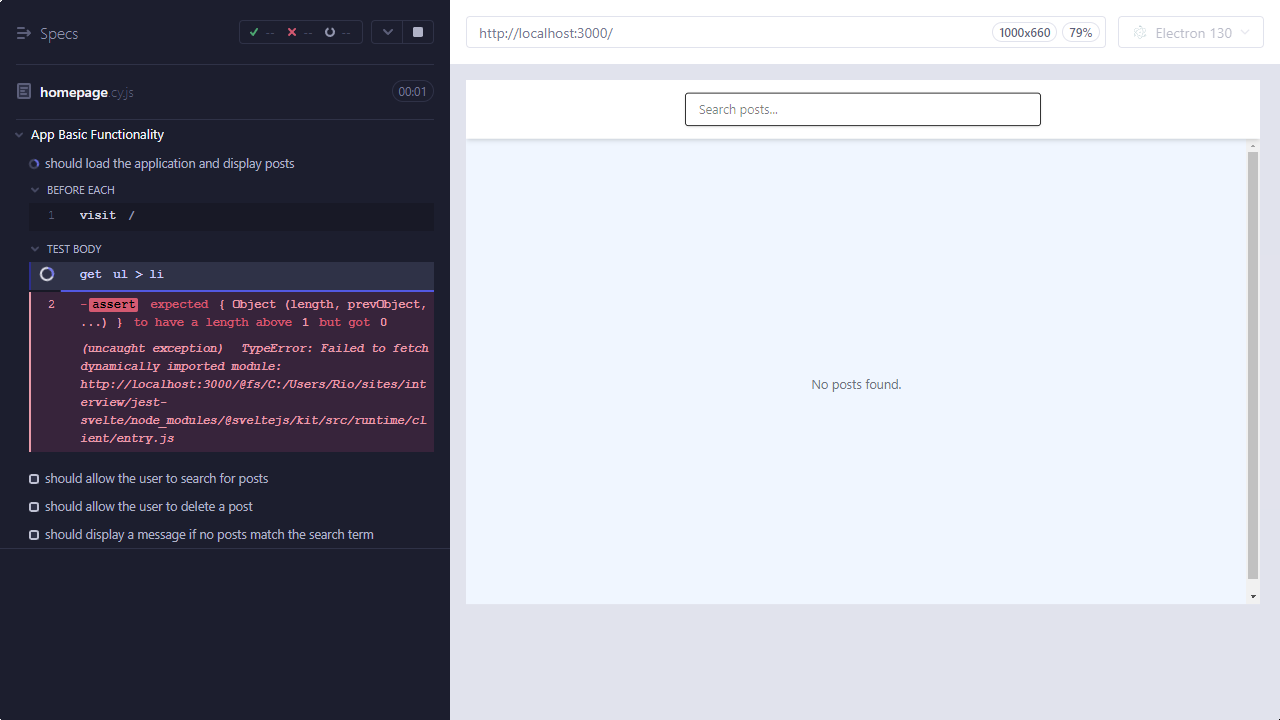 Specs
-- -- --
homepage.cy.js 00:01
App Basic Functionality
should load the application and display posts
BEFORE EACH
1 visit /
TEST BODY
get ul > li
2 -assert expected { Object (length, prevObject,
...) } to have a length above 1 but got 0
(uncaught exception) TypeError: Failed to fetch
dynamically imported module:
http://localhost:3000/@fs/C:/Users/Rio/sites/int
erview/jest-
svelte/node_modules/@sveltejs/kit/src/runtime/cl
ient/entry.js
should allow the user to search for posts
should allow the user to delete a post
should display a message if no posts match the search term
http://localhost:3000/ 1000x660 79% Electron 130
Search posts...
No posts found.